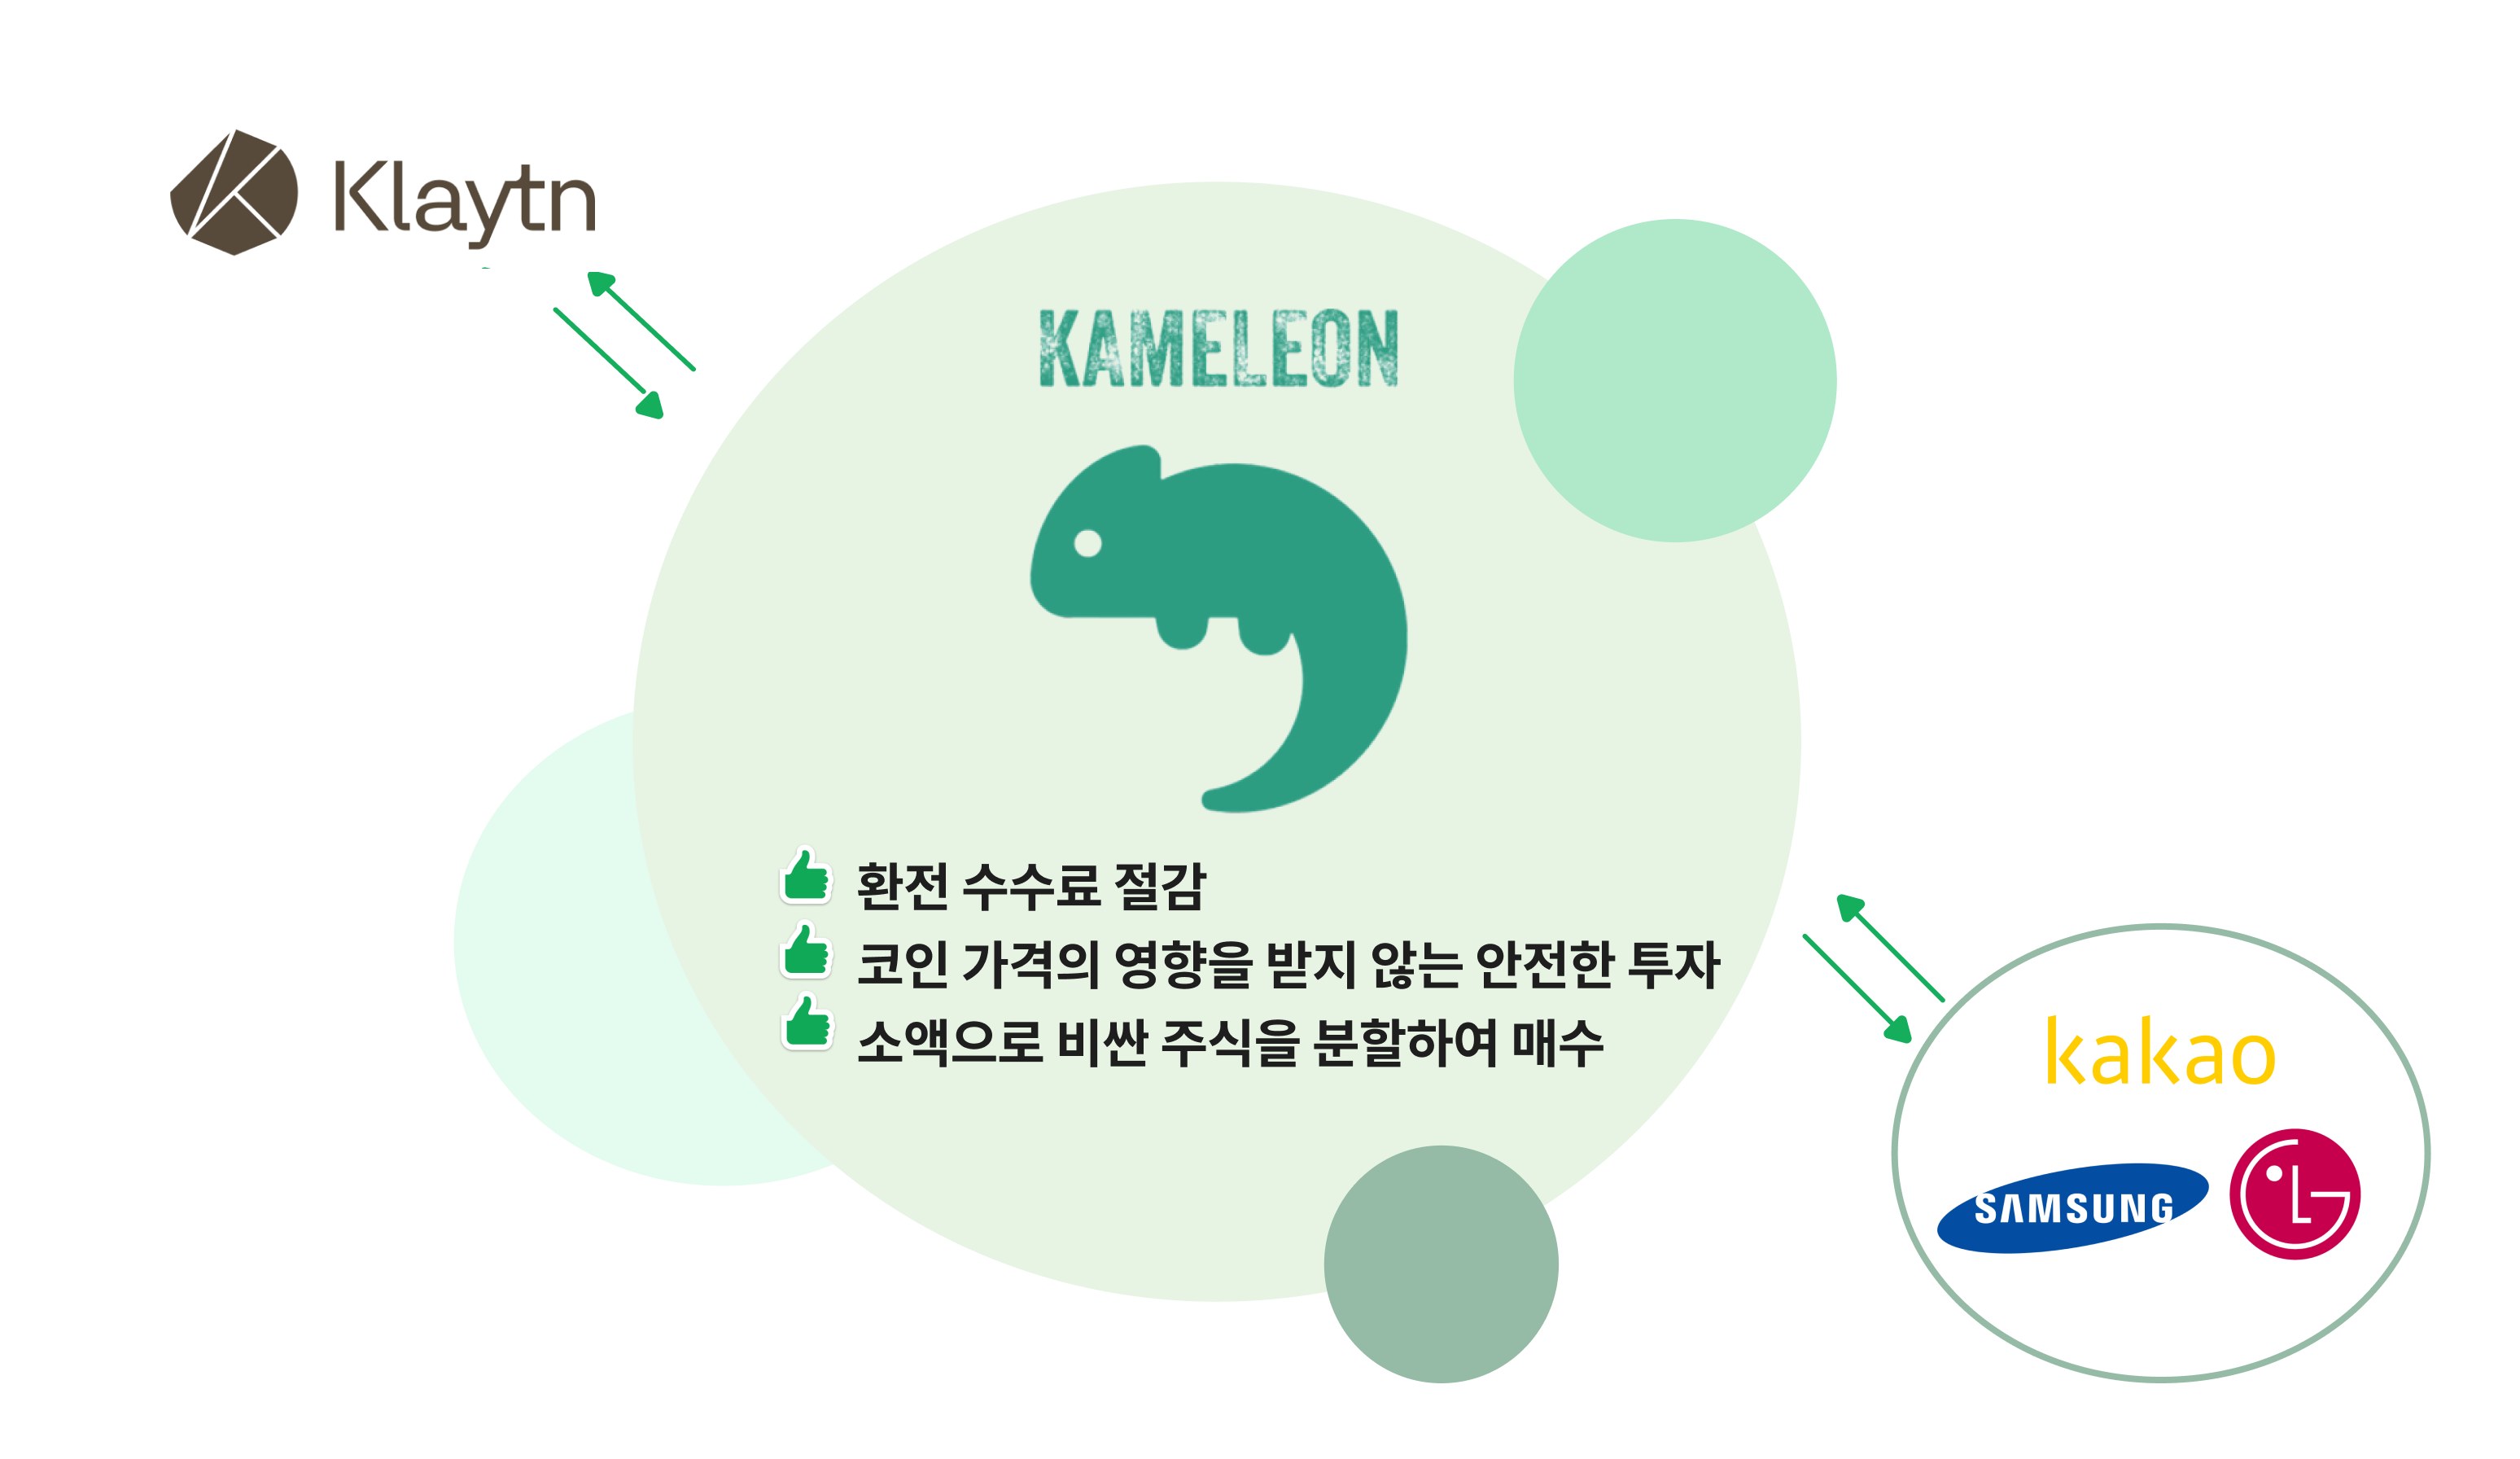 Klaytn
KAMELEON
환전 수수료 절감
코인 가격의 영향을 받지 않는 안전한 투자
소액으로 비싼 주식을 분할하여 매수
kakao
SAMSUNG
LG